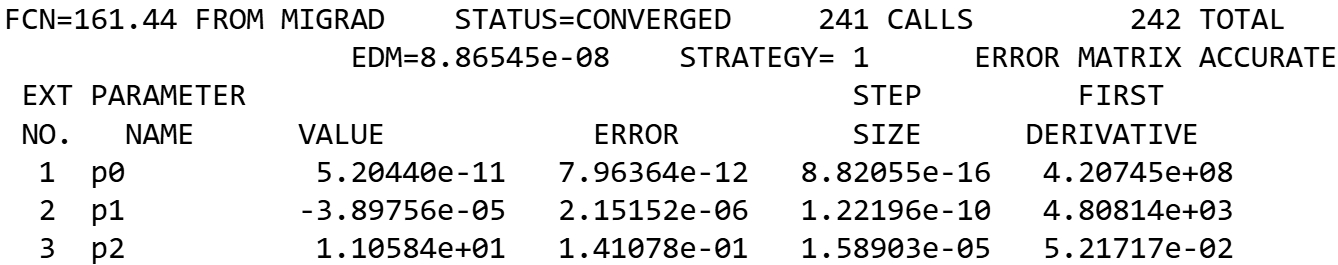 FCN=161.44 FROM MIGRAD    STATUS=CONVERGED     241 CALLS         242 TOTAL
                    EDM=8.86545e-08    STRATEGY= 1      ERROR MATRIX ACCURATE
 EXT PARAMETER                                   STEP         FIRST
 NO.   NAME      VALUE            ERROR          SIZE      DERIVATIVE
  1  p0           5.20440e-11   7.96364e-12   8.82055e-16   4.20745e+08
  2  p1          -3.89756e-05   2.15152e-06   1.22196e-10   4.80814e+03
  3  p2           1.10584e+01   1.41078e-01   1.58903e-05   5.21717e-02